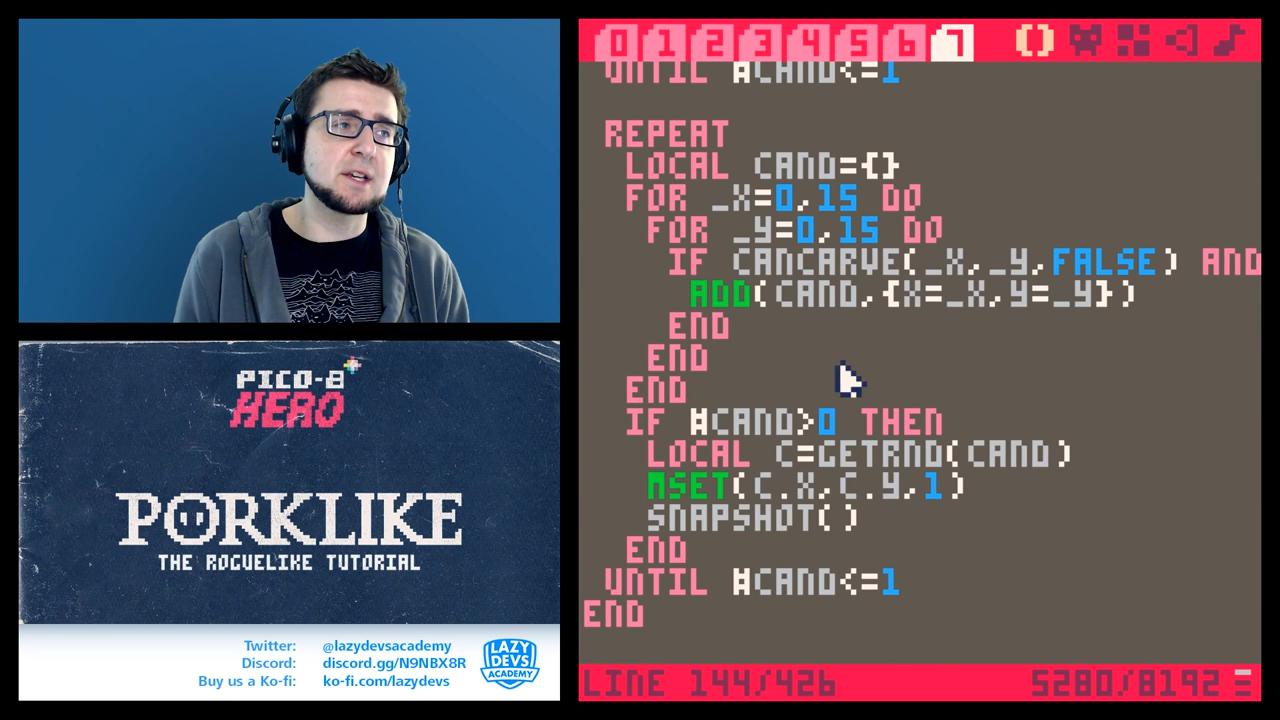 PICO-8
HERO
PORKLIKE
THE ROGUELIKE TUTORIAL
Twitter: @lazydevsacademy
Discord: discord.gg/N9NBX8R
Buy us a Ko-fi: ko-fi.com/lazydevs
LAZY
DEVS
ACADEMY
0 1 2 3 4 5 6 7 ()
UNTIL #CAND<=1
REPEAT
LOCAL CAND={}
FOR _X=0,15 DO
FOR _Y=0,15 DO
IF CANCARVE(_X,_Y,FALSE) AND
ADD(CAND,{X=_X,Y=_Y})
END
END
END
IF #CAND>0 THEN
LOCAL C=GETRND(CAND)
MSET(C.X,C.Y,1)
SNAPSHOT()
END
UNTIL #CAND<=1
END
LINE 144/426 5280/8192